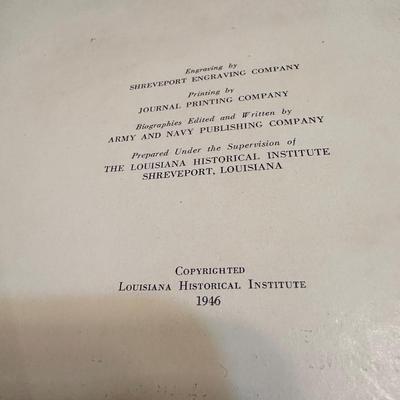 Engraving by
SHREVEPORT ENGRAVING COMPANY
Printing by
JOURNAL PRINTING COMPANY
Biographies Edited and Written by
ARMY AND NAVY PUBLISHING COMPANY
Prepared Under the Supervision of
THE LOUISIANA HISTORICAL INSTITUTE
SHREVEPORT, LOUISIANA
COPYRIGHTED
LOUISIANA HISTORICAL INSTITUTE
1946